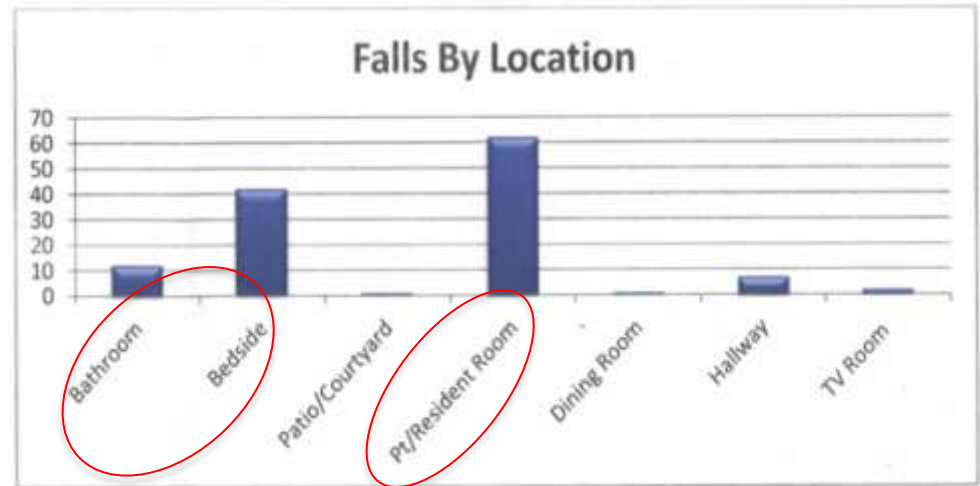 Falls By Location
70
60
50
40
30
20
10
0
Bathroom
Bedside
Patio/Courtyard
Pt/Resident Room
Dining Room
Hallway
TV Room